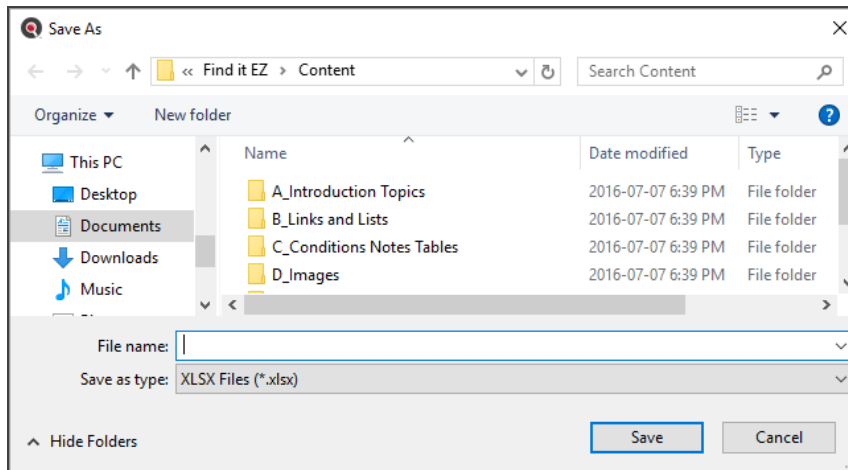 Save As
« Find it EZ > Content
Search Content
Organize
New folder
?
Name
Date modified
Type
This PC
Desktop
Documents
Downloads
Music
A_Introduction Topics 2016-07-07 6:39 PM File folder
B_Links and Lists 2016-07-07 6:39 PM File folder
C_Conditions Notes Tables 2016-07-07 6:39 PM File folder
D_Images 2016-07-07 6:39 PM File folder
File name:
Save as type: XLSX Files (*.xlsx)
Hide Folders
Save
Cancel